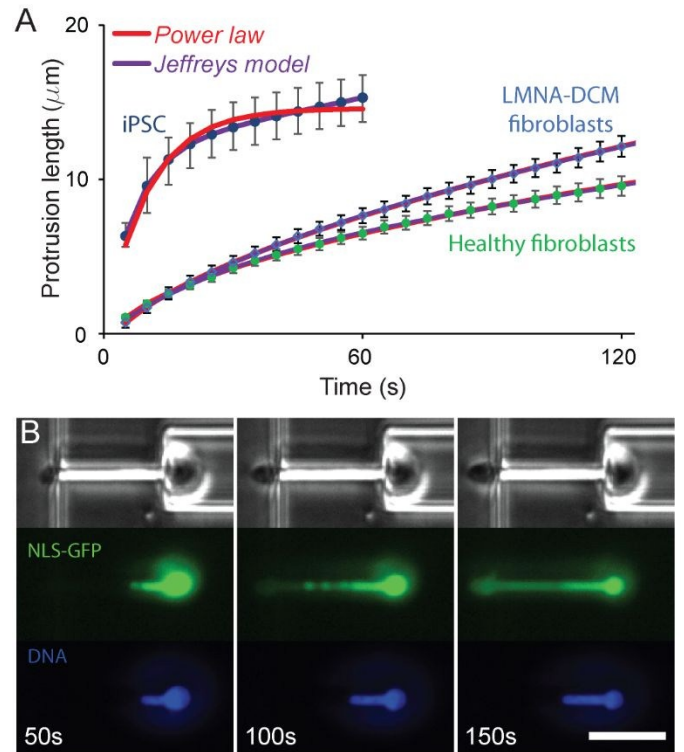 A
20
Power law
Jeffreys model
iPSC
LMNA-DCM
fibroblasts
10
Healthy fibroblasts
0
Protrusion length (μm)
0
60
120
Time (s)
B
NLS-GFP
DNA
50s
100s
150s